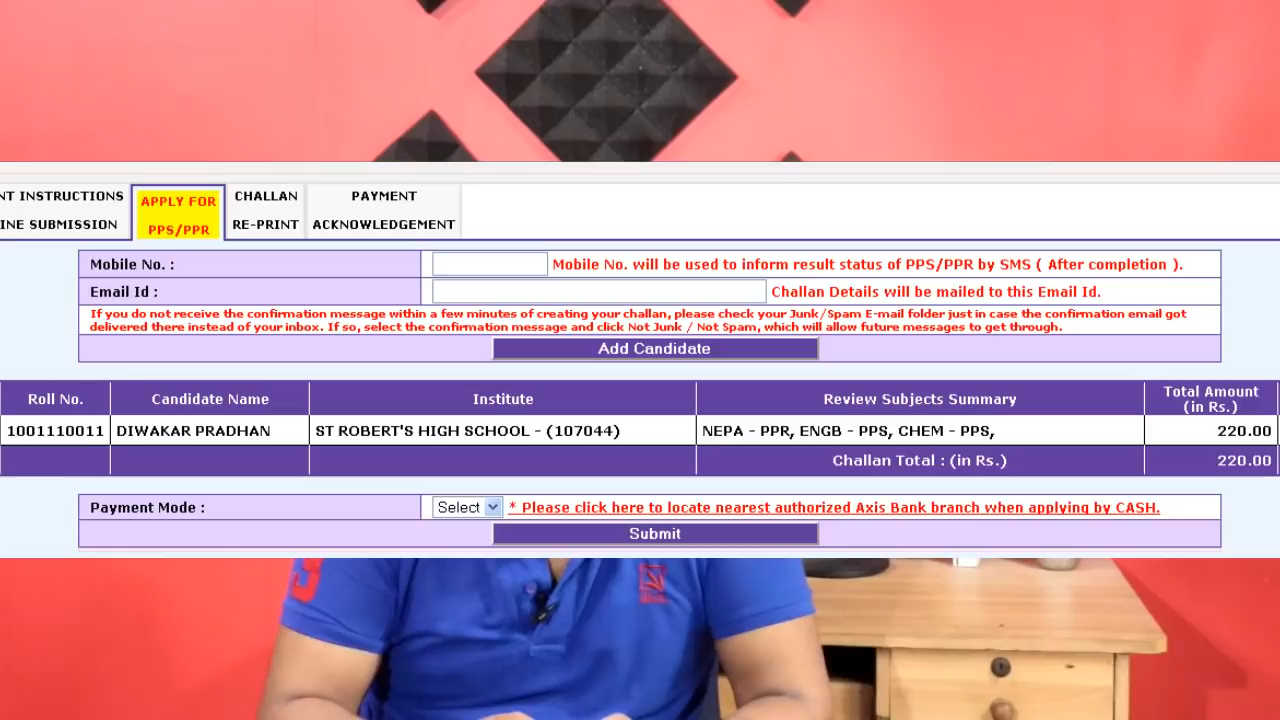 NT INSTRUCTIONS
INE SUBMISSION
APPLY FOR
PPS/PPR
CHALLAN
RE-PRINT
PAYMENT
ACKNOWLEDGEMENT
Mobile No. :
Mobile No. will be used to inform result status of PPS/PPR by SMS ( After completion ).
Email Id :
Challan Details will be mailed to this Email Id.
If you do not receive the confirmation message within a few minutes of creating your challan, please check your Junk/Spam E-mail folder just in case the confirmation email got
delivered there instead of your inbox. If so, select the confirmation message and click Not Junk / Not Spam, which will allow future messages to get through.
Add Candidate
Roll No. Candidate Name Institute Review Subjects Summary Total Amount
(in Rs.)
1001110011 DIWAKAR PRADHAN ST ROBERT'S HIGH SCHOOL - (107044) NEPA - PPR, ENGB - PPS, CHEM - PPS, 220.00
Challan Total : (in Rs.) 220.00
Payment Mode : Select * Please click here to locate nearest authorized Axis Bank branch when applying by CASH.
Submit